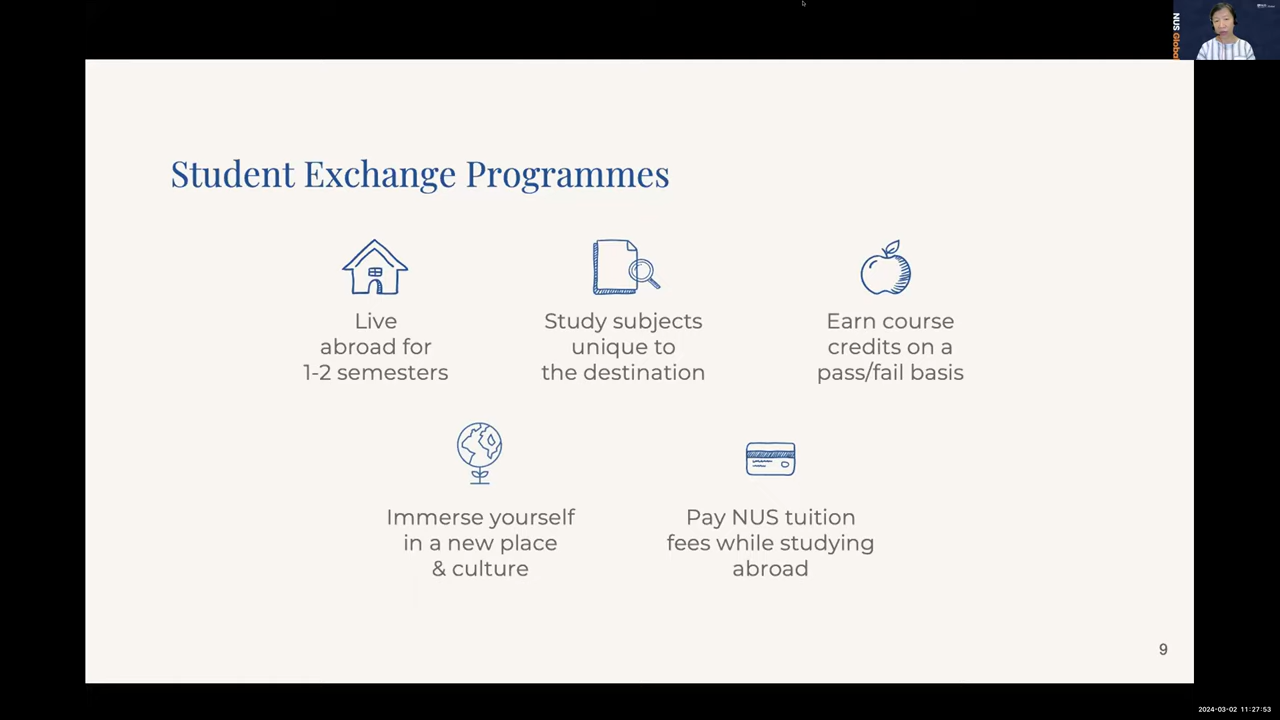 NUS Global
Student Exchange Programmes
Live
abroad for
1-2 semesters
Study subjects
unique to
the destination
Earn course
credits on a
pass/fail basis
Immerse yourself
in a new place
& culture
Pay NUS tuition
fees while studying
abroad
9
2024-03-02 11:27:53